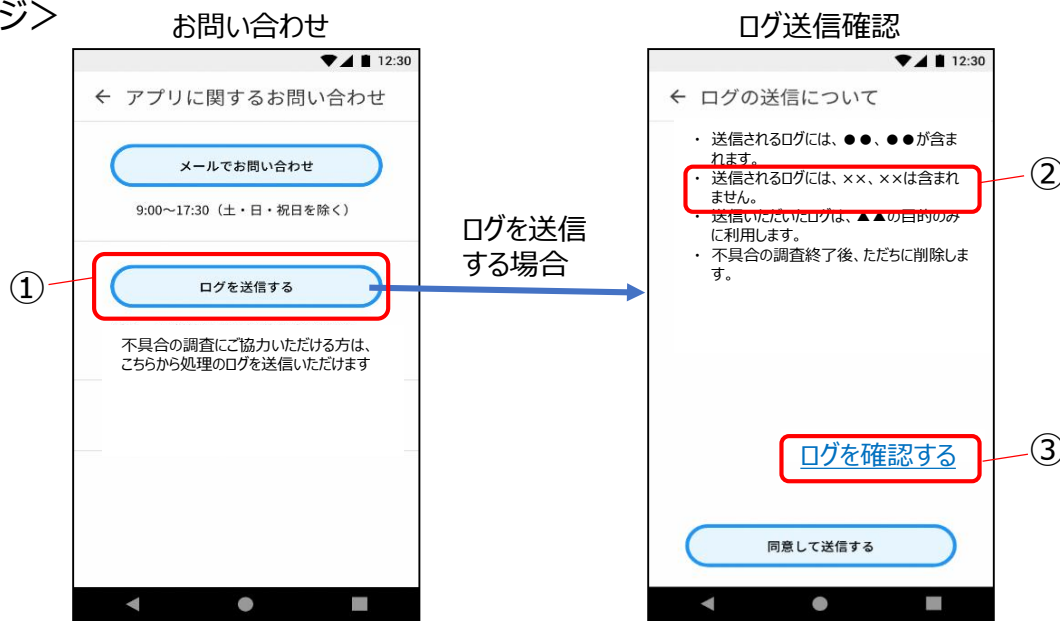 ジ＞
お問い合わせ
12:30
← アプリに関するお問い合わせ
メールでお問い合わせ
9:00～17:30（土・日・祝日を除く）
①
ログを送信する
不具合の調査にご協力いただける方は、
こちらから処理のログを送信いただけます
ログを送信
する場合
ログ送信確認
12:30
← ログの送信について
・ 送信されるログには、●●、●●が含ま
れます。
・ 送信されるログには、××、××は含まれ
ません。
②
・ 送信いただいたログは、▲▲の目的のみ
に利用します。
・ 不具合の調査終了後、ただちに削除しま
す。
ログを確認する
③
同意して送信する